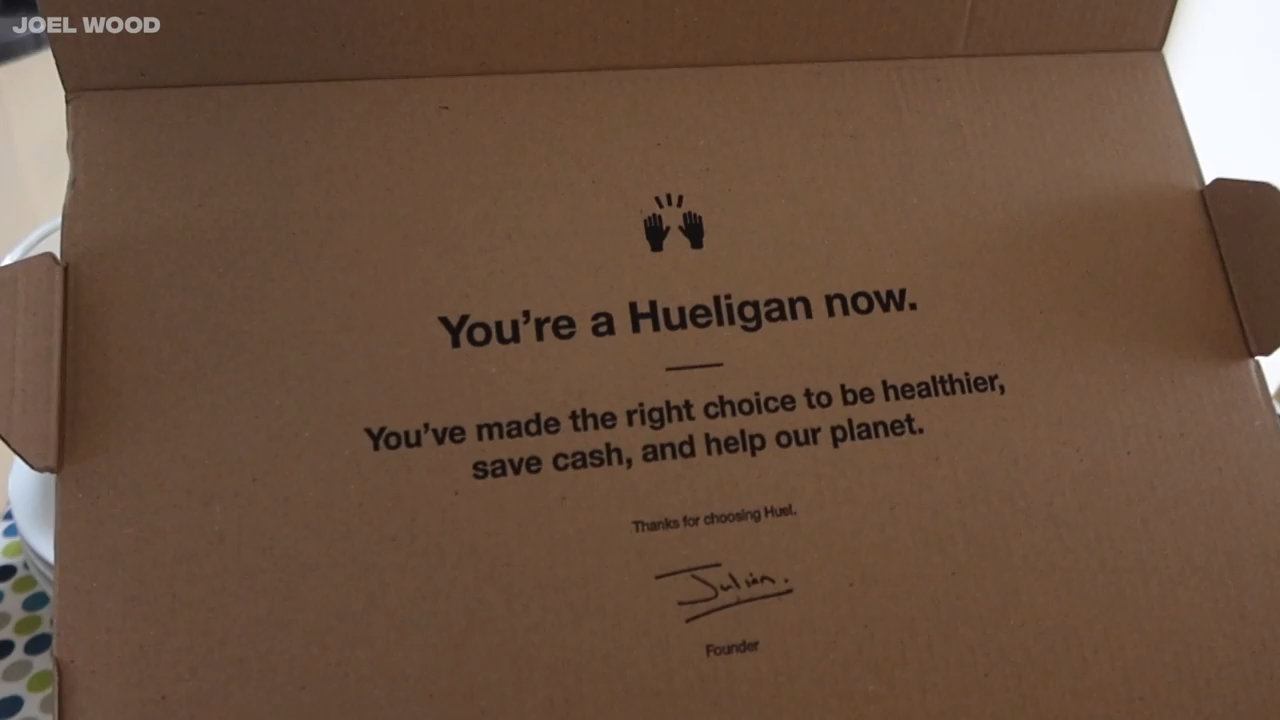 JOEL WOOD
You're a Hueligan now.
You've made the right choice to be healthier,
save cash, and help our planet.
Thanks for choosing Huel.
Julian.
Founder